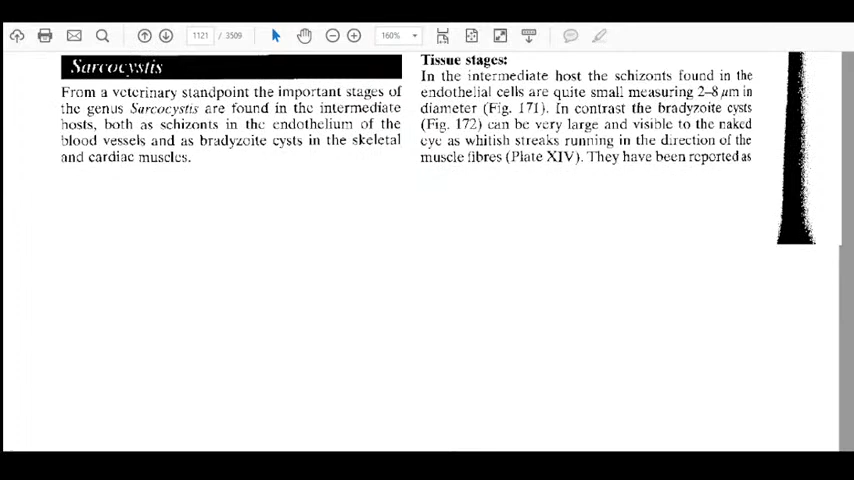 1121 / 3509
160%
Sarcocystis
From a veterinary standpoint the important stages of
the genus Sarcocystis are found in the intermediate
hosts, both as schizonts in the endothelium of the
blood vessels and as bradyzoite cysts in the skeletal
and cardiac muscles.
Tissue stages:
In the intermediate host the schizonts found in the
endothelial cells are quite small measuring 2–8 µm in
diameter (Fig. 171). In contrast the bradyzoite cysts
(Fig. 172) can be very large and visible to the naked
eye as whitish streaks running in the direction of the
muscle fibres (Plate XIV). They have been reported as